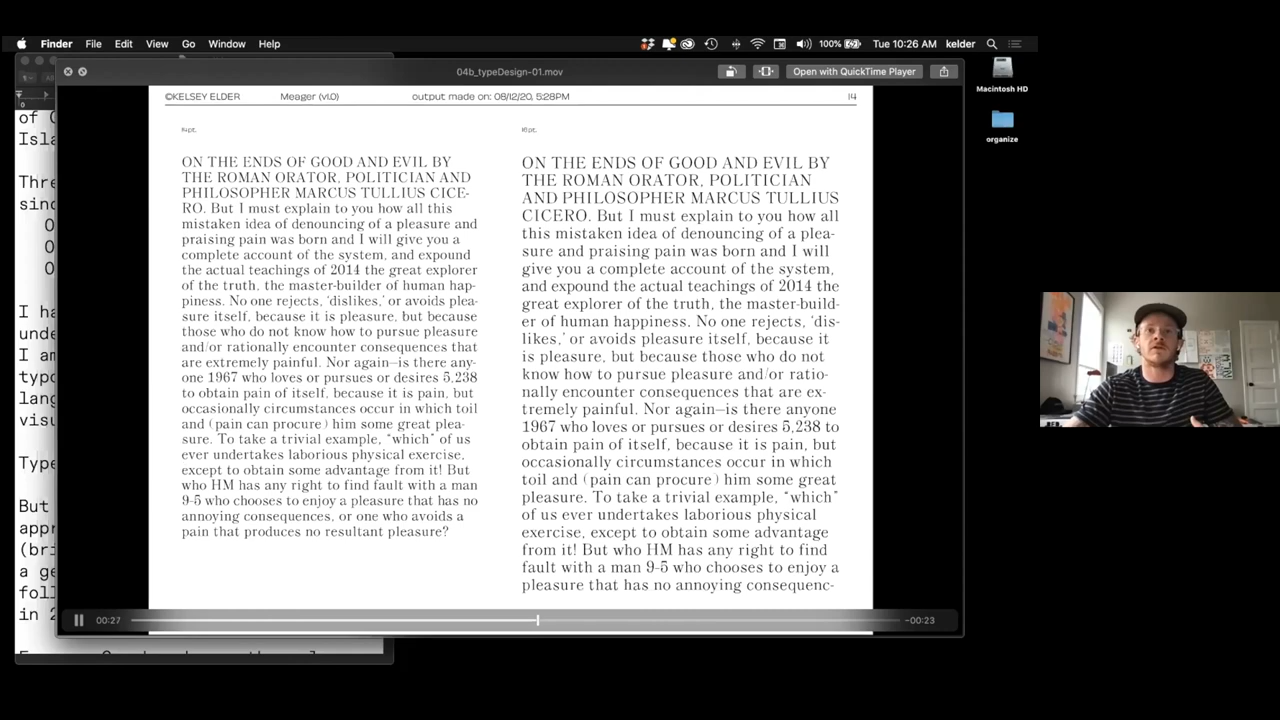 Finder File Edit View Go Window Help 100% Tue 10:26 AM kelder
04b_typeDesign-01.mov
Open with QuickTime Player
Macintosh HD
organize
©KELSEY ELDER Meager (v1.0) output made on: 08/12/20, 5:28PM 14
14pt.
ON THE ENDS OF GOOD AND EVIL BY
THE ROMAN ORATOR, POLITICIAN AND
PHILOSOPHER MARCUS TULLIUS CICE-
RO. But I must explain to you how all this
mistaken idea of denouncing of a pleasure and
praising pain was born and I will give you a
complete account of the system, and expound
the actual teachings of 2014 the great explorer
of the truth, the master-builder of human hap-
piness. No one rejects, ‘dislikes,’ or avoids plea-
sure itself, because it is pleasure, but because
those who do not know how to pursue pleasure
and/or rationally encounter consequences that
are extremely painful. Nor again—is there any-
one 1967 who loves or pursues or desires 5,238
to obtain pain of itself, because it is pain, but
occasionally circumstances occur in which toil
and (pain can procure) him some great plea-
sure. To take a trivial example, “which” of us
ever undertakes laborious physical exercise,
except to obtain some advantage from it! But
who HM has any right to find fault with a man
9-5 who chooses to enjoy a pleasure that has no
annoying consequences, or one who avoids a
pain that produces no resultant pleasure?
16pt.
ON THE ENDS OF GOOD AND EVIL BY
THE ROMAN ORATOR, POLITICIAN
AND PHILOSOPHER MARCUS TULLIUS
CICERO. But I must explain to you how all
this mistaken idea of denouncing of a plea-
sure and praising pain was born and I will
give you a complete account of the system,
and expound the actual teachings of 2014 the
great explorer of the truth, the master-build-
er of human happiness. No one rejects, ‘dis-
likes,’ or avoids pleasure itself, because it
is pleasure, but because those who do not
know how to pursue pleasure and/or ratio-
nally encounter consequences that are ex-
tremely painful. Nor again—is there anyone
1967 who loves or pursues or desires 5,238 to
obtain pain of itself, because it is pain, but
occasionally circumstances occur in which
toil and (pain can procure) him some great
pleasure. To take a trivial example, “which”
of us ever undertakes laborious physical
exercise, except to obtain some advantage
from it! But who HM has any right to find
fault with a man 9-5 who chooses to enjoy a
pleasure that has no annoying consequenc-
00:27 -00:23
of
Thre
sinc
I ha
unde
I am
typo
lang
visu
Type
But
appr
(bri
a ge
foll
in 2